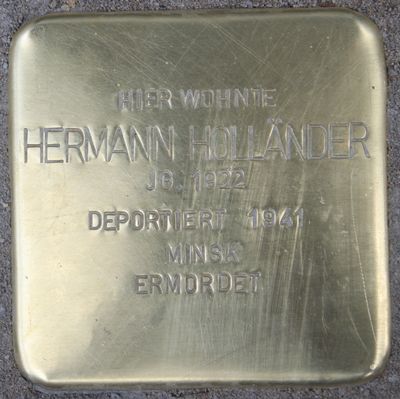 HIER WOHNTE
HERMANN HOLLÄNDER
JG. 1922
DEPORTIERT 1941
MINSK
ERMORDET